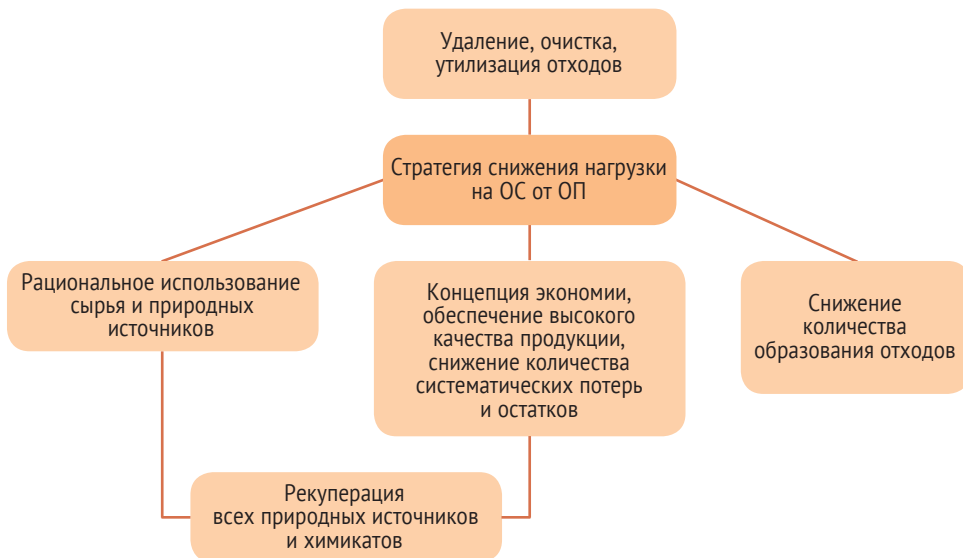 Удаление, очистка,
утилизация отходов
Стратегия снижения нагрузки
на ОС от ОП
Рациональное использование
сырья и природных
источников
Концепция экономии,
обеспечение высокого
качества продукции,
снижение количества
систематических потерь
и остатков
Снижение
количества
образования отходов
Рекуперация
всех природных источников
и химикатов